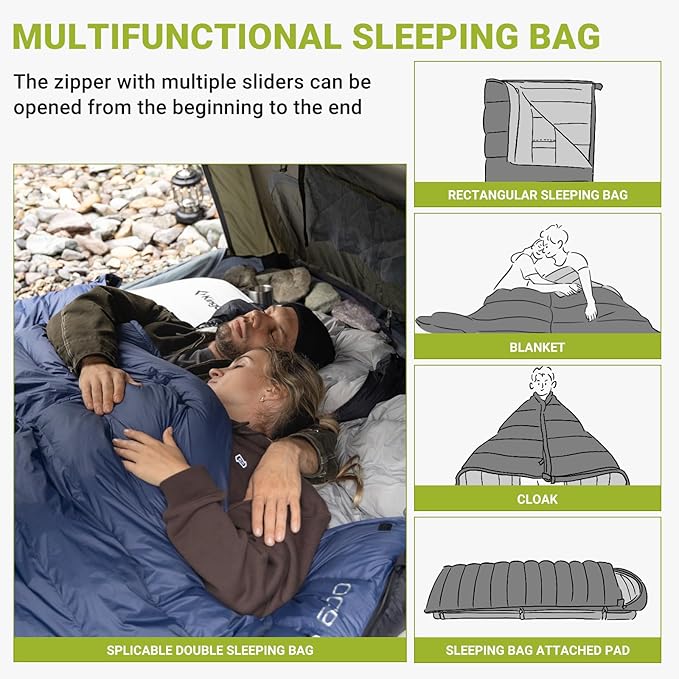 MULTIFUNCTIONAL SLEEPING BAG
The zipper with multiple sliders can be
opened from the beginning to the end
RECTANGULAR SLEEPING BAG
BLANKET
CLOAK
SPLICABLE DOUBLE SLEEPING BAG
SLEEPING BAG ATTACHED PAD